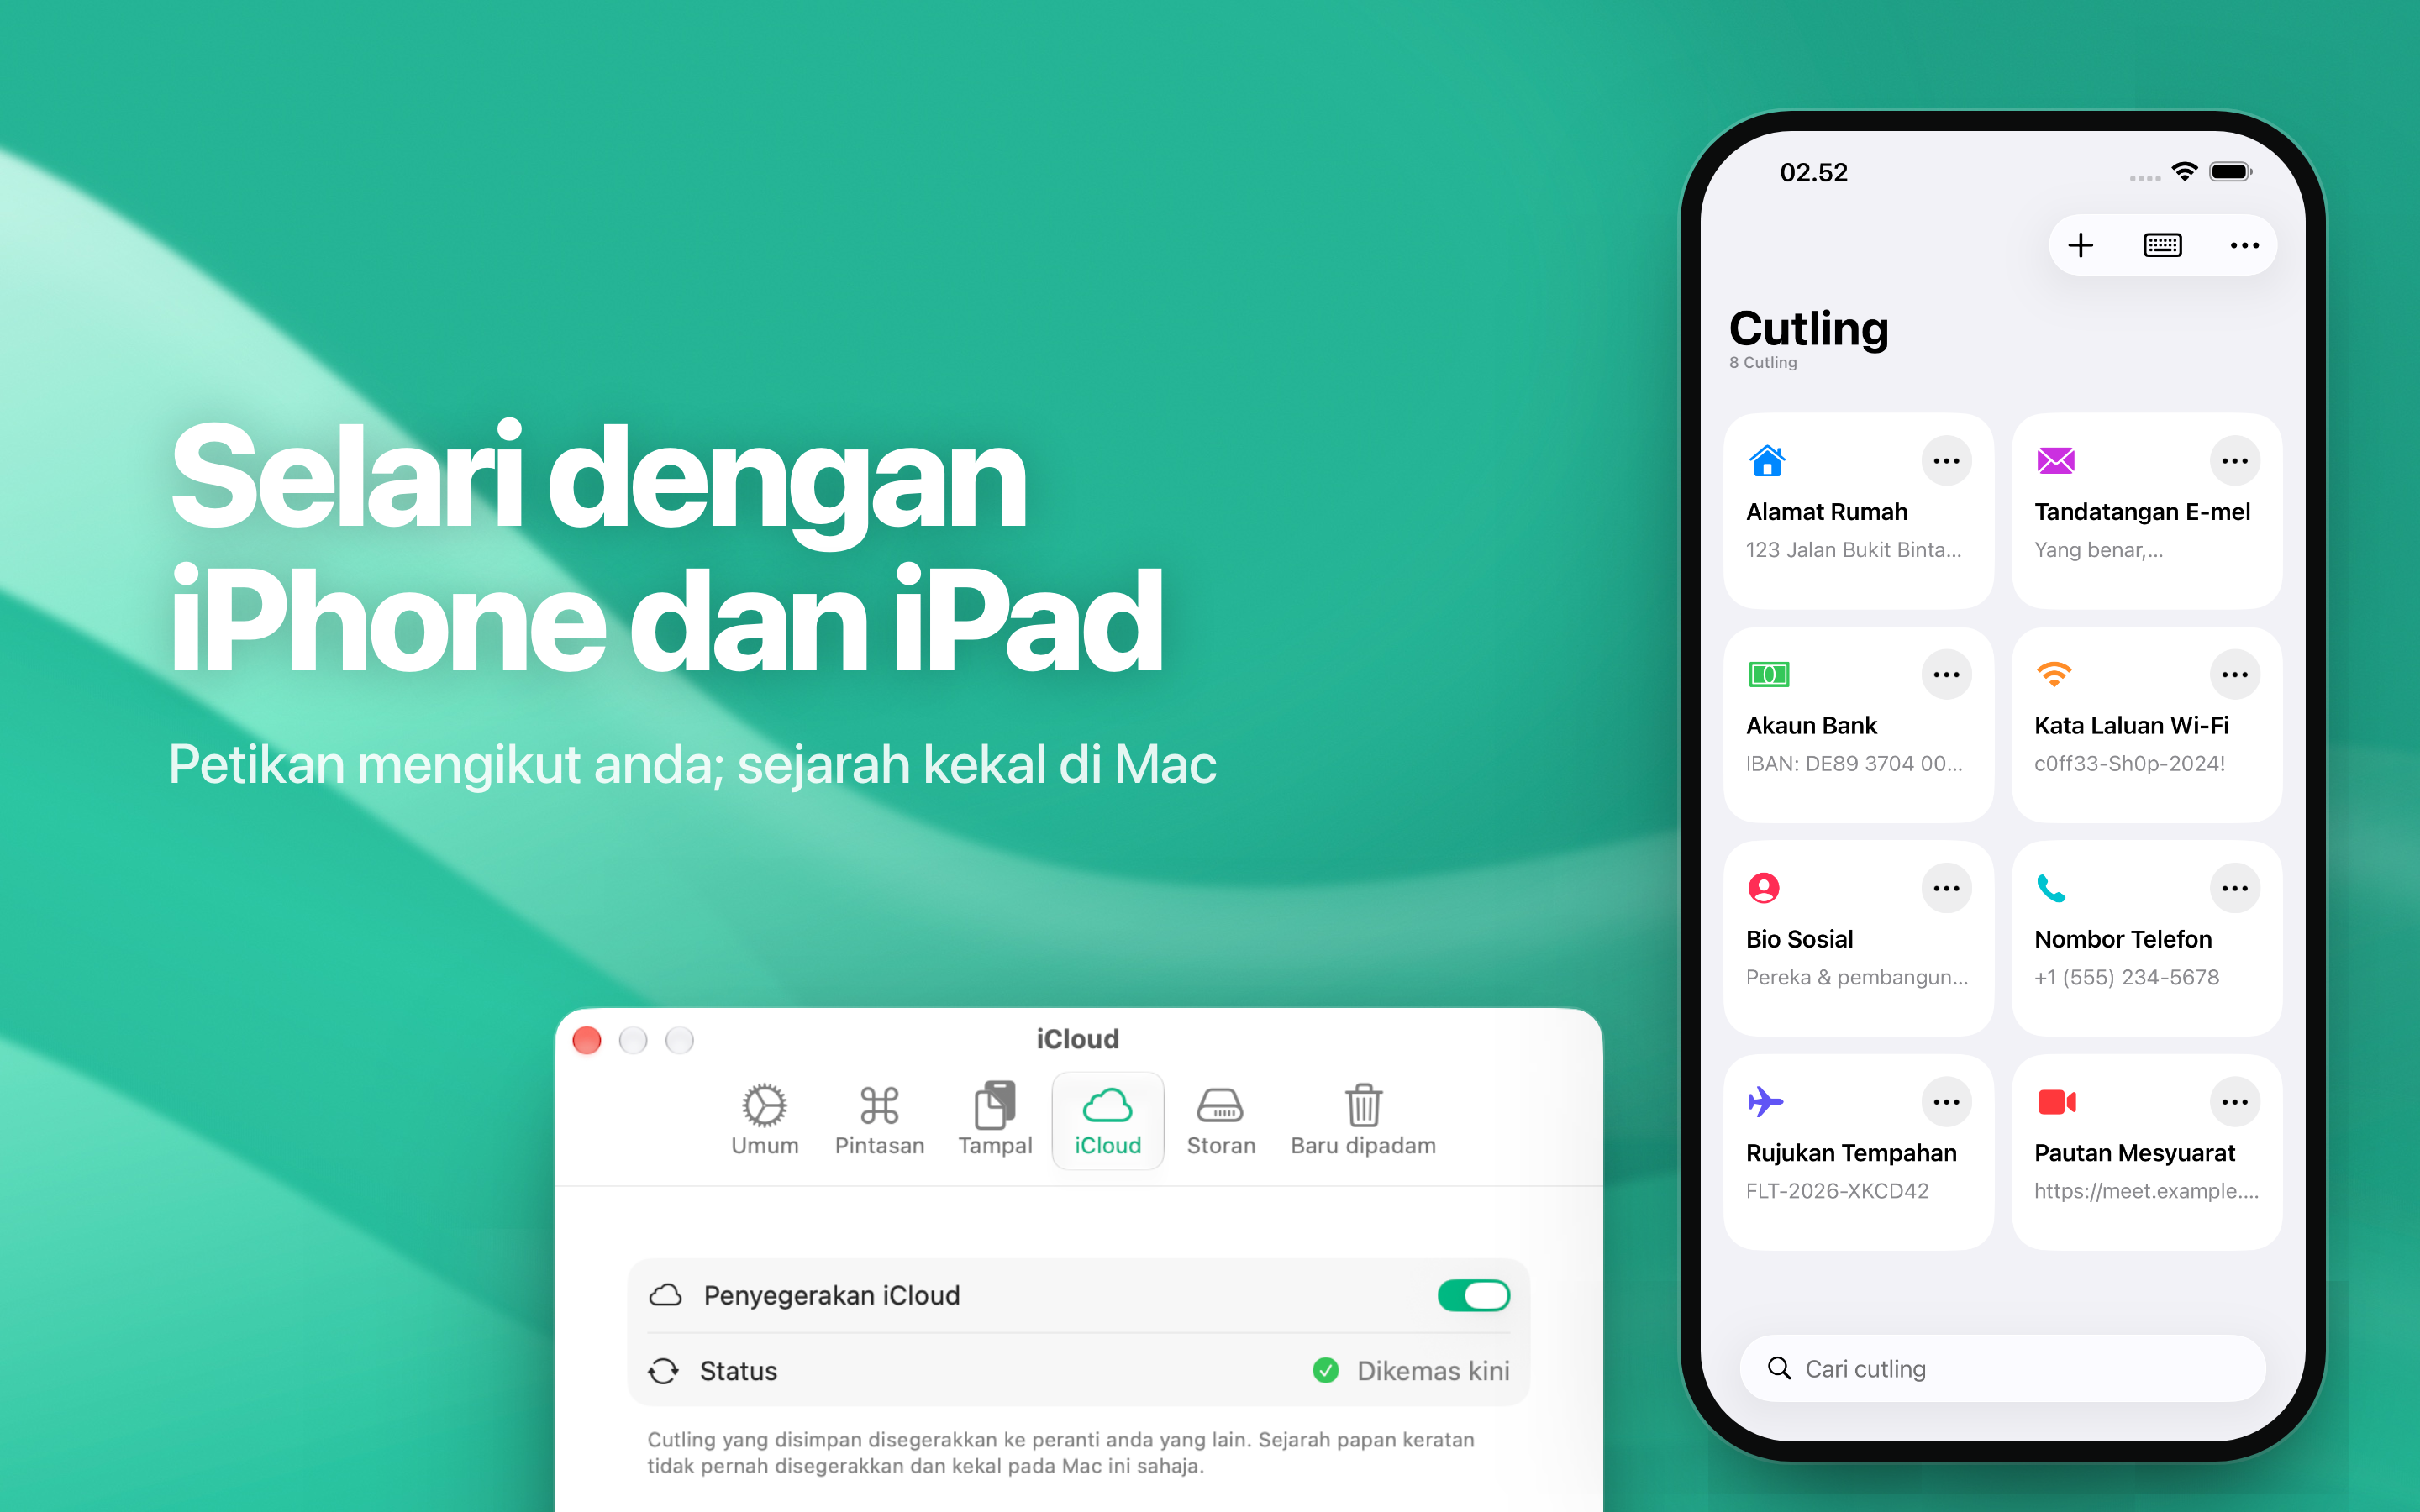 Selari dengan
iPhone dan iPad
Petikan mengikut anda; sejarah kekal di Mac
iCloud
Umum
Pintasan
Tampal
iCloud
Storan
Baru dipadam
Penyegerakan iCloud
Status
Dikemas kini
Cutling yang disimpan disegerakkan ke peranti anda yang lain. Sejarah papan keratan
tidak pernah disegerakkan dan kekal pada Mac ini sahaja.
02.52
Cutling
8 Cutling
Alamat Rumah
123 Jalan Bukit Binta...
Tandatangan E-mel
Yang benar,...
Akaun Bank
IBAN: DE89 3704 00...
Kata Laluan Wi-Fi
c0ff33-Sh0p-2024!
Bio Sosial
Pereka & pembangun...
Nombor Telefon
+1 (555) 234-5678
Rujukan Tempahan
FLT-2026-XKCD42
Pautan Mesyuarat
https://meet.example....
Cari cutling